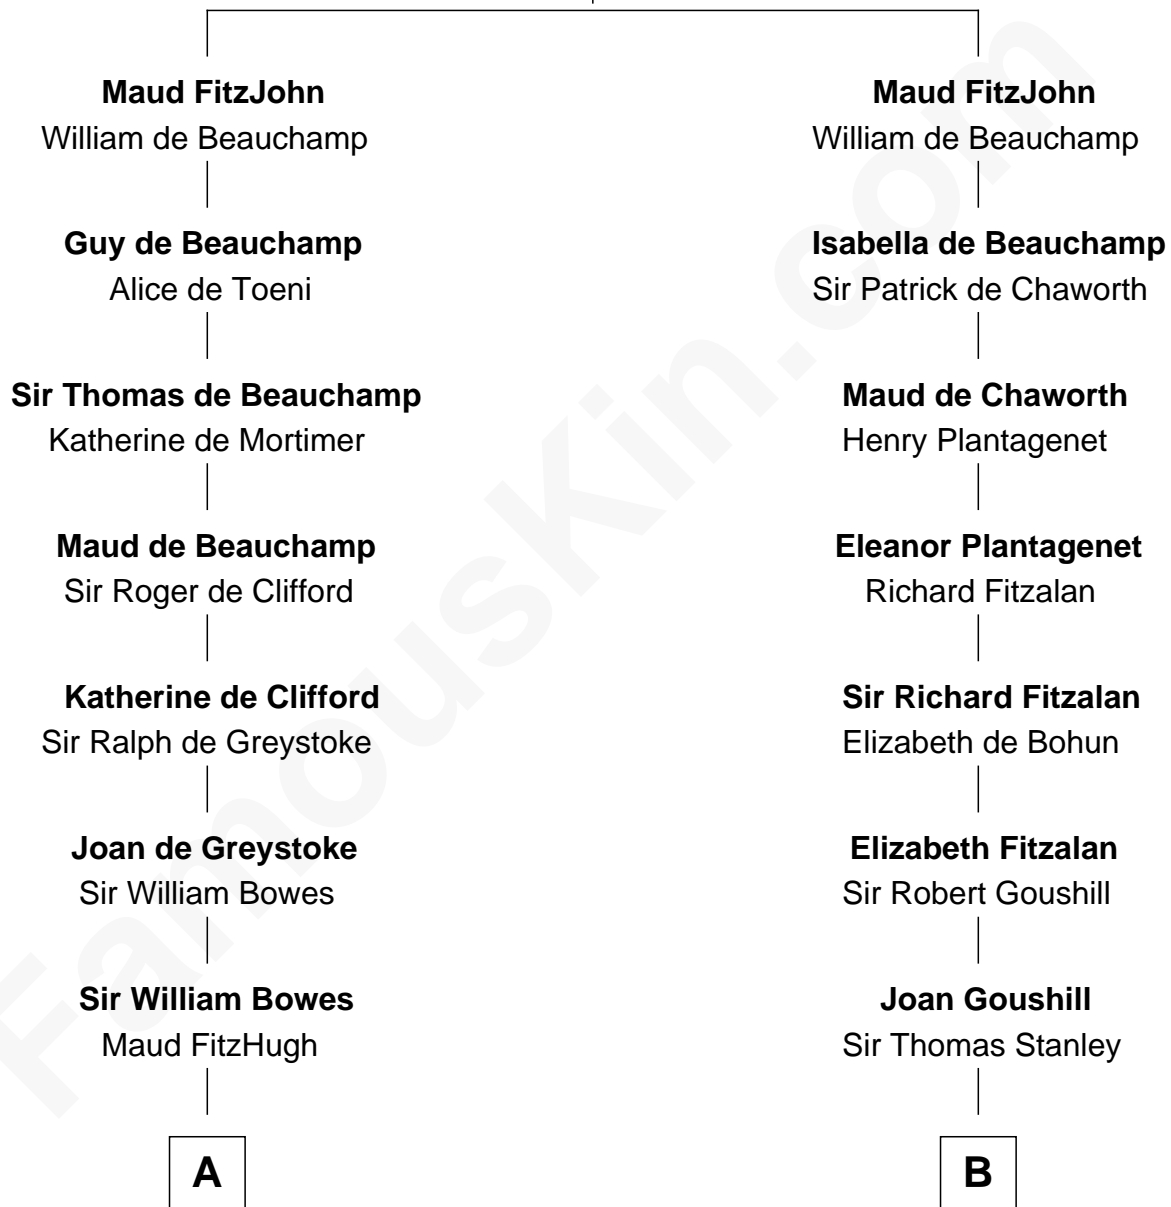 Maud FitzJohn
William de Beauchamp
Guy de Beauchamp
Alice de Toeni
Sir Thomas de Beauchamp
Katherine de Mortimer
Maud de Beauchamp
Sir Roger de Clifford
Katherine de Clifford
Sir Ralph de Greystoke
Joan de Greystoke
Sir William Bowes
Sir William Bowes
Maud FitzHugh
A
Maud FitzJohn
William de Beauchamp
Isabella de Beauchamp
Sir Patrick de Chaworth
Maud de Chaworth
Henry Plantagenet
Eleanor Plantagenet
Richard Fitzalan
Sir Richard Fitzalan
Elizabeth de Bohun
Elizabeth Fitzalan
Sir Robert Goushill
Joan Goushill
Sir Thomas Stanley
B
FamousKin.com